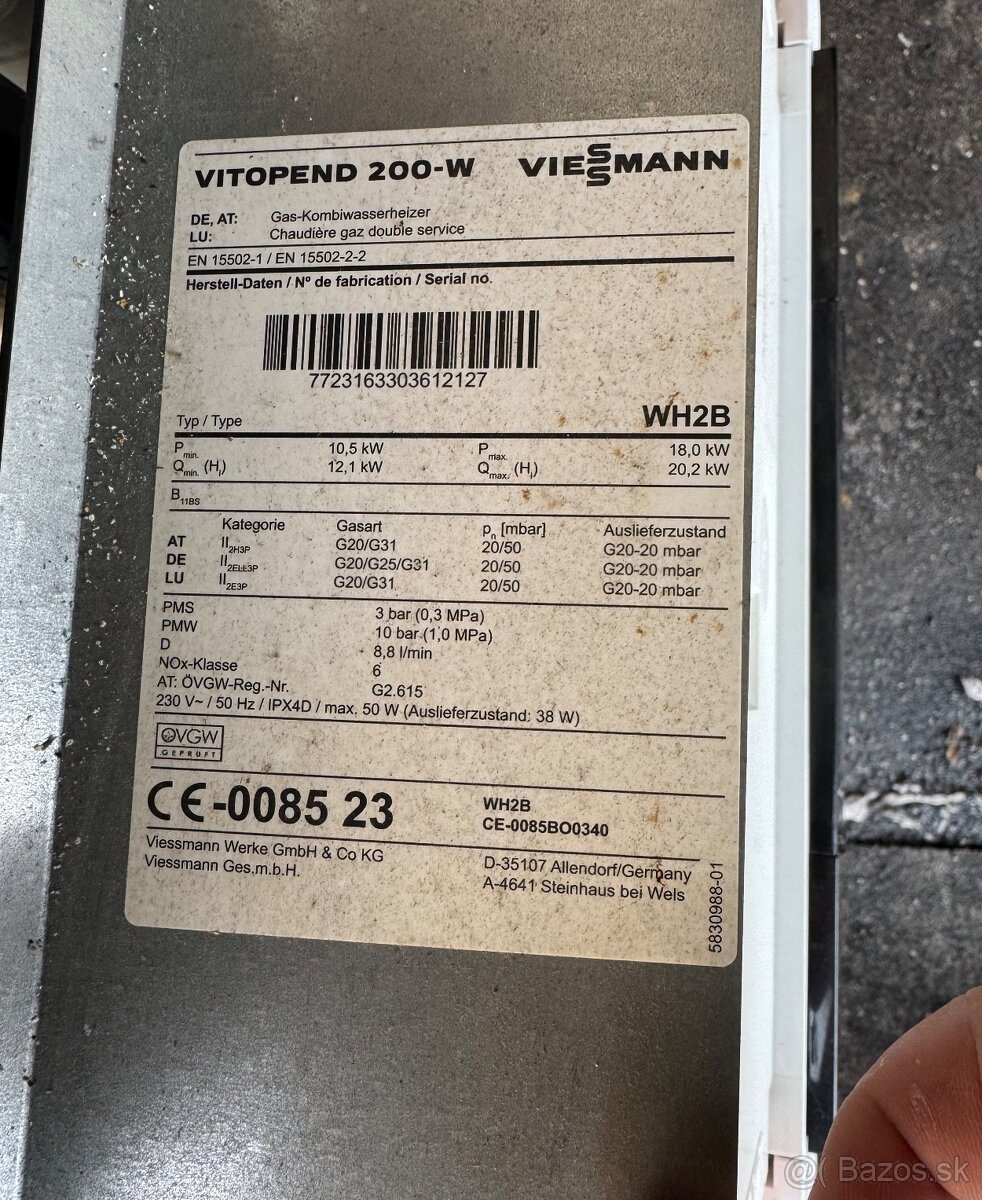 VITOPEND 200-W VIESSMANN
DE, AT: Gas-Kombiwasserheizer
LU: Chaudière gaz double service
EN 15502-1 / EN 15502-2-2
Herstell-Daten / Nº de fabrication / Serial no.
7723163303612127
Typ / Type WH2B
Pmin. 10,5 kW Pmax. 18,0 kW
Qmin. (Hi) 12,1 kW Qmax. (Hi) 20,2 kW
B11BS
Kategorie Gasart pn [mbar] Auslieferzustand
AT II2H3P G20/G31 20/50 G20-20 mbar
DE II2ELL3P G20/G25/G31 20/50 G20-20 mbar
LU II2E3P G20/G31 20/50 G20-20 mbar
PMS 3 bar (0,3 MPa)
PMW 10 bar (1,0 MPa)
D 8,8 l/min
NOx-Klasse 6
AT: ÖVGW-Reg.-Nr. G2.615
230 V~ / 50 Hz / IPX4D / max. 50 W (Auslieferzustand: 38 W)
ÖVGW
GEPRÜFT
CE-0085 23
WH2B
CE-0085BO0340
Viessmann Werke GmbH & Co KG D-35107 Allendorf/Germany
Viessmann Ges.m.b.H. A-4641 Steinhaus bei Wels
5830988-01
@( Bazos.sk